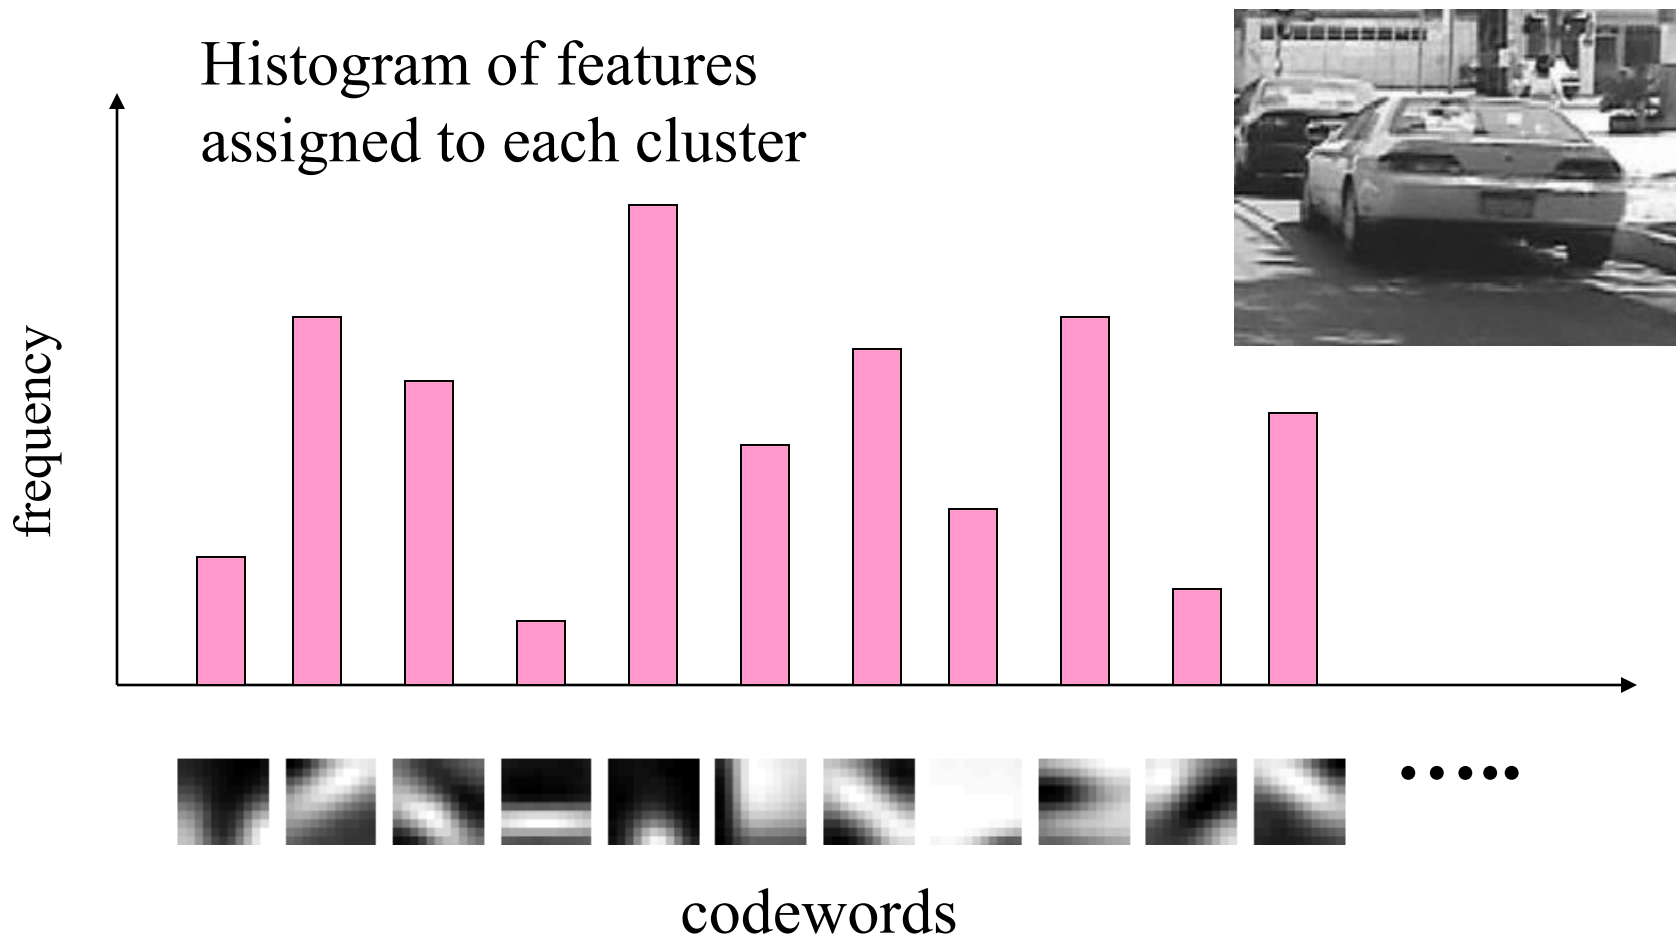 Histogram of features
assigned to each cluster
frequency
codewords